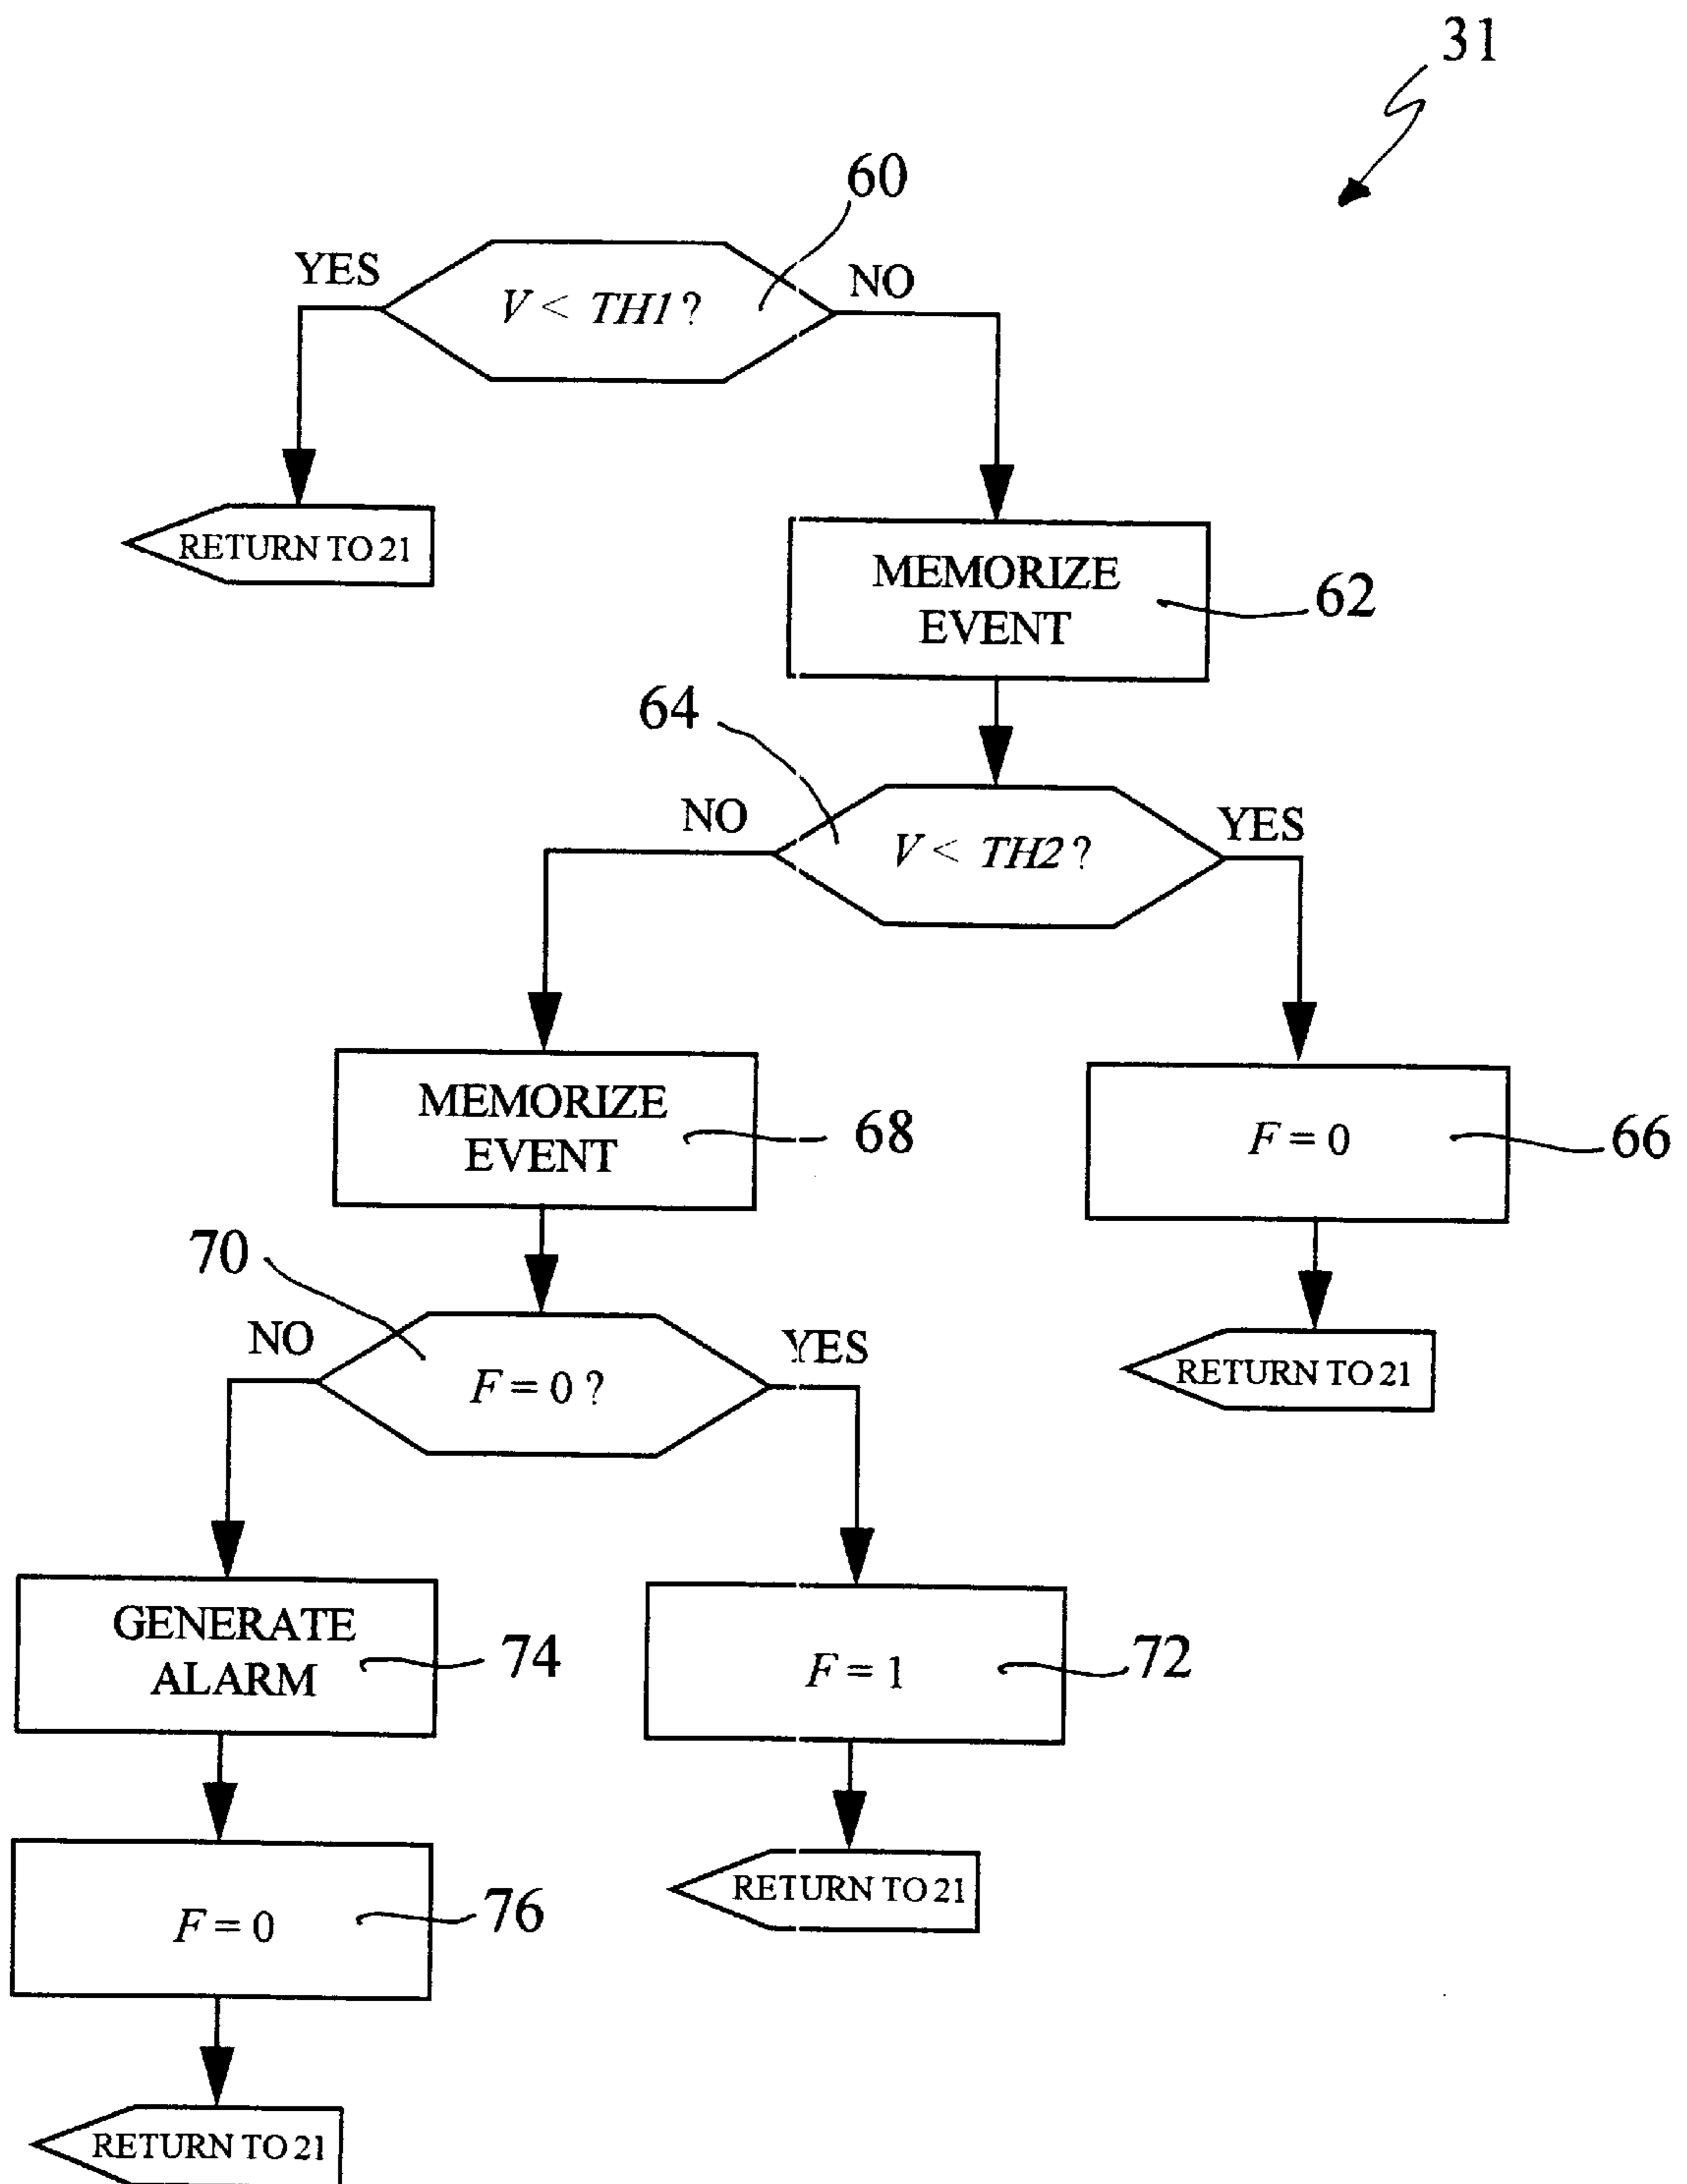 31
60
YES
NO
V < TH1 ?
RETURN TO 21
MEMORIZE
EVENT
62
64
NO
YES
V < TH2 ?
MEMORIZE
EVENT
68
F = 0
66
70
NO
YES
F = 0 ?
RETURN TO 21
GENERATE
ALARM
74
F = 1
72
F = 0
76
RETURN TO 21
RETURN TO 21